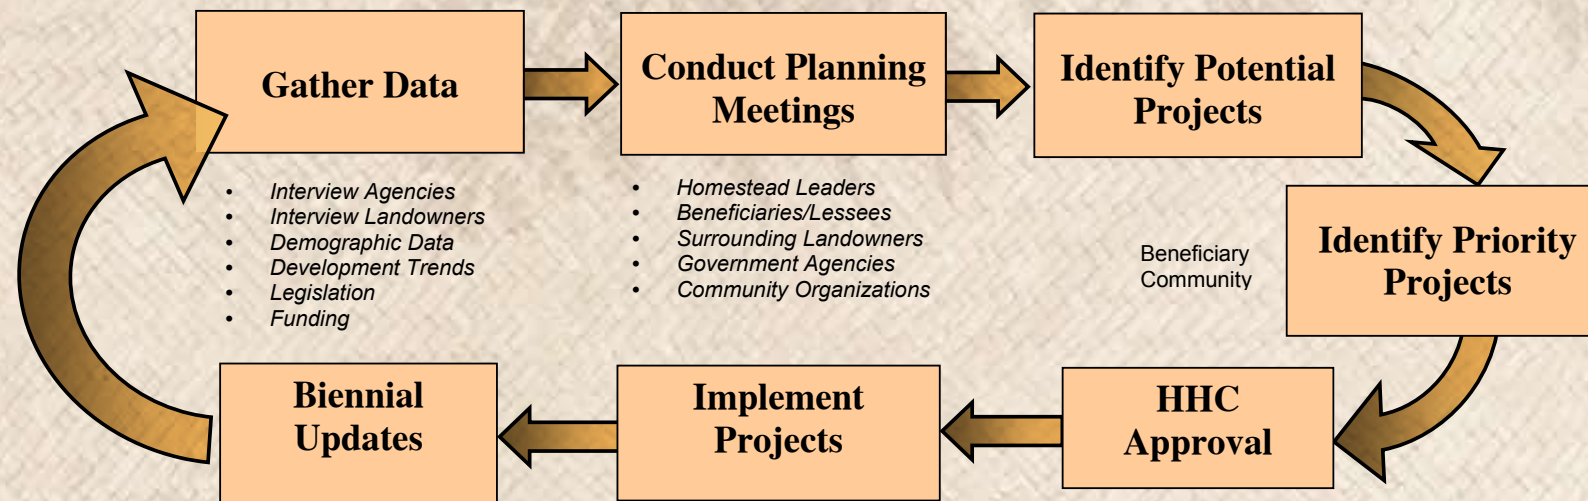 Gather Data
Conduct Planning
Meetings
Identify Potential
Projects
• Interview Agencies
• Interview Landowners
• Demographic Data
• Development Trends
• Legislation
• Funding
• Homestead Leaders
• Beneficiaries/Lessees
• Surrounding Landowners
• Government Agencies
• Community Organizations
Beneficiary
Community
Identify Priority
Projects
HHC
Approval
Implement
Projects
Biennial
Updates